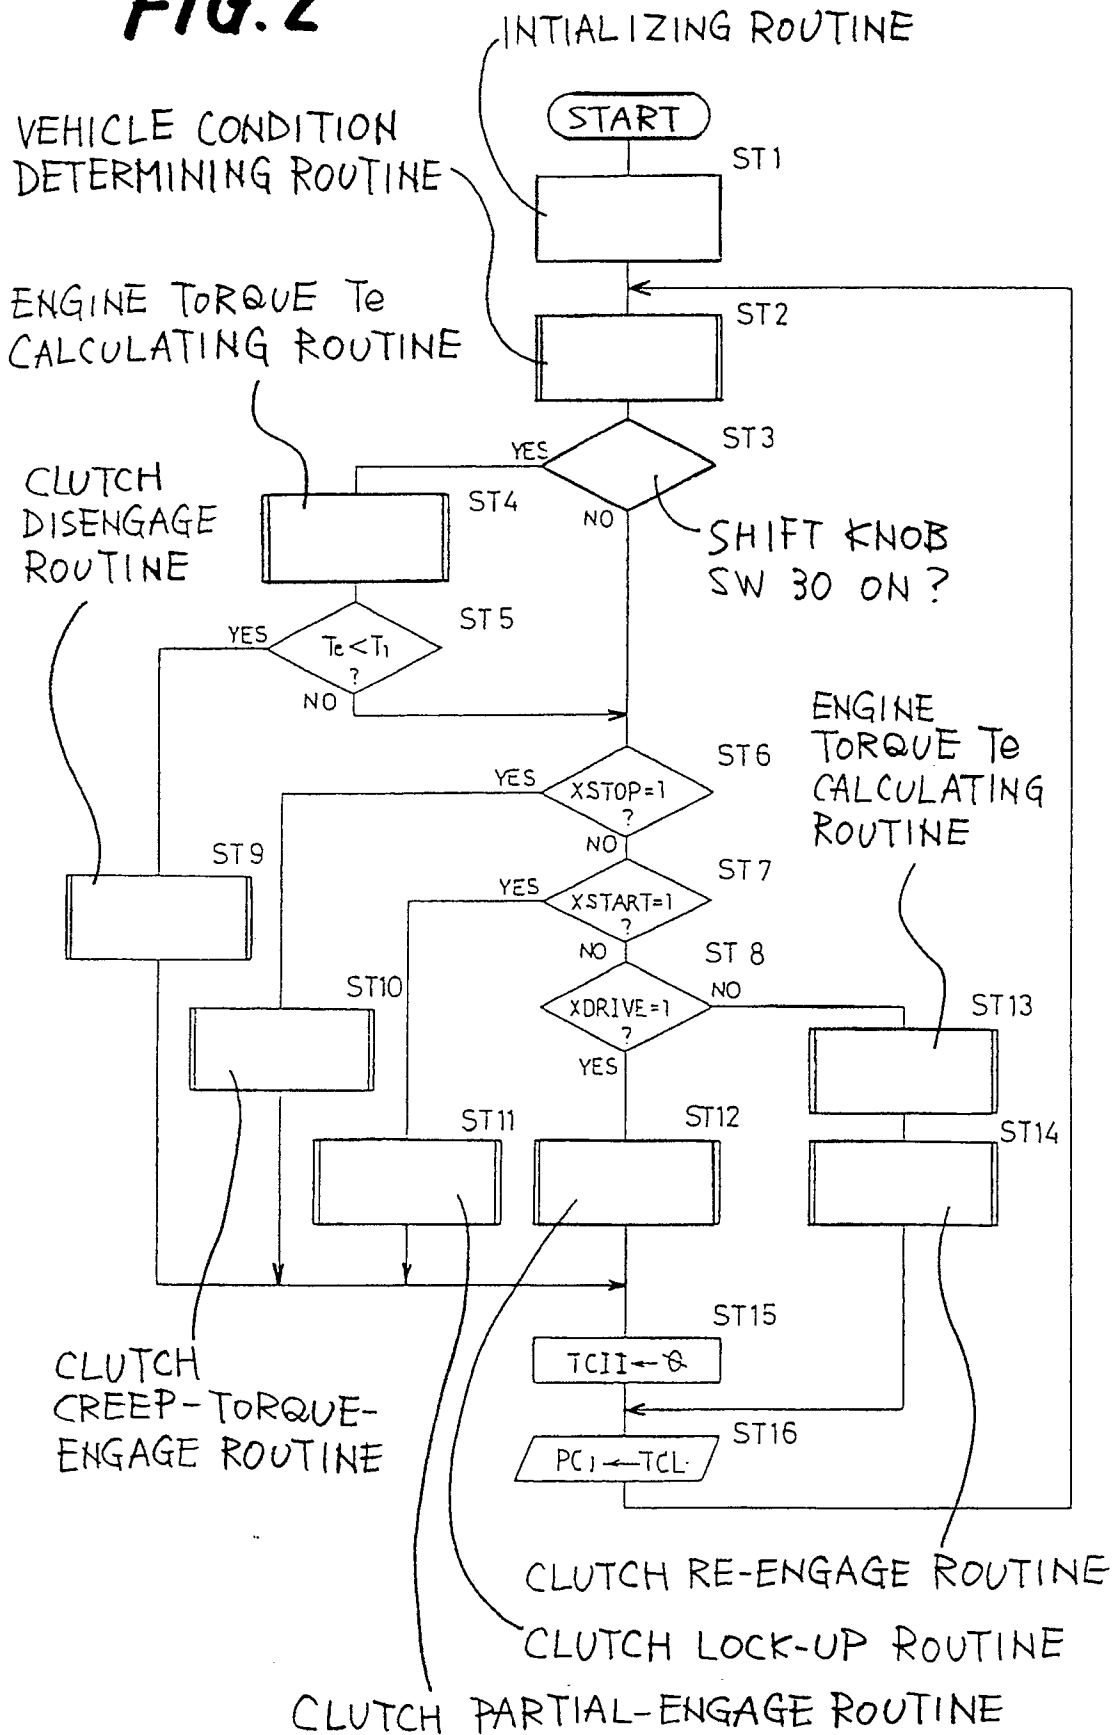 FIG. 2
INTIALIZING ROUTINE
START
VEHICLE CONDITION
DETERMINING ROUTINE
ST1
ENGINE TORQUE Te
CALCULATING ROUTINE
ST2
ST3
YES
NO
SHIFT KNOB
SW 30 ON ?
CLUTCH
DISENGAGE
ROUTINE
ST4
ST5
YES
Te<T1
?
NO
ENGINE
TORQUE Te
CALCULATING
ROUTINE
ST6
YES
XSTOP=1
?
NO
ST9
ST7
YES
XSTART=1
?
NO
ST8
XDRIVE=1
?
NO
YES
ST10
ST13
ST11
ST12
ST14
ST15
TCII←0
CLUTCH
CREEP-TORQUE-
ENGAGE ROUTINE
ST16
PC1←TCL
CLUTCH RE-ENGAGE ROUTINE
CLUTCH LOCK-UP ROUTINE
CLUTCH PARTIAL-ENGAGE ROUTINE